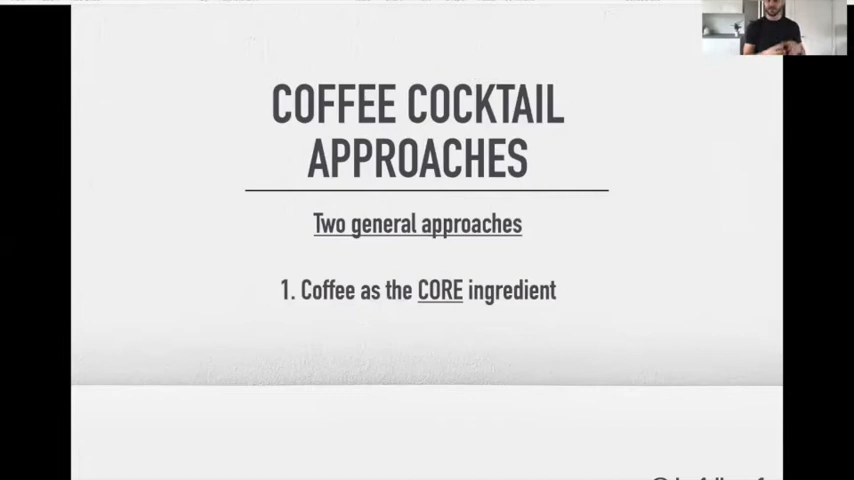 COFFEE COCKTAIL
APPROACHES
Two general approaches
1. Coffee as the CORE ingredient